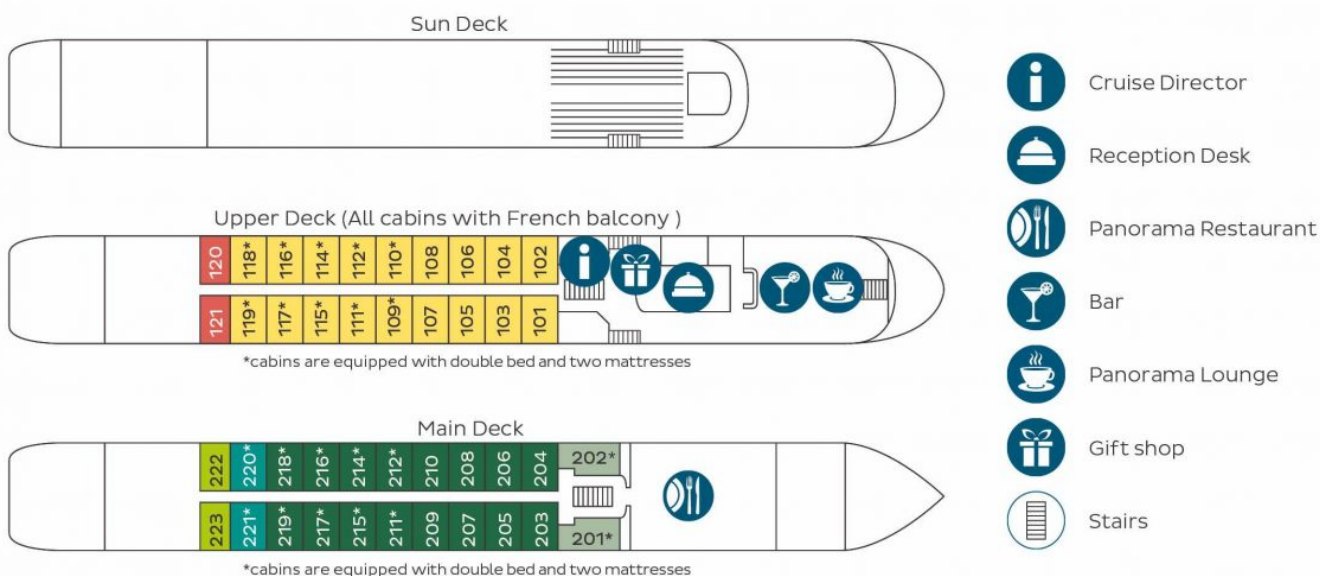 Sun Deck
Cruise Director
Reception Desk
Panorama Restaurant
Bar
Panorama Lounge
Gift shop
Stairs
Upper Deck (All cabins with French balcony )
120 118* 116* 114* 112* 110* 108 106 104 102
121 119* 117* 115* 111* 109* 107 105 103 101
*cabins are equipped with double bed and two mattresses
Main Deck
222 220* 218* 216* 214* 212* 210 208 206 204 202*
223 221* 219* 217* 215* 211* 209 207 205 203 201*
*cabins are equipped with double bed and two mattresses